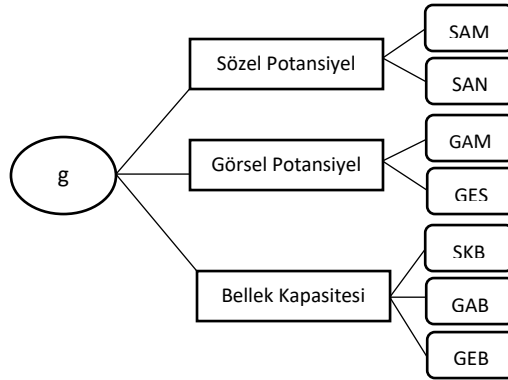 g
Sözel Potansiyel
SAM
SAN
Görsel Potansiyel
GAM
GES
Bellek Kapasitesi
SKB
GAB
GEB